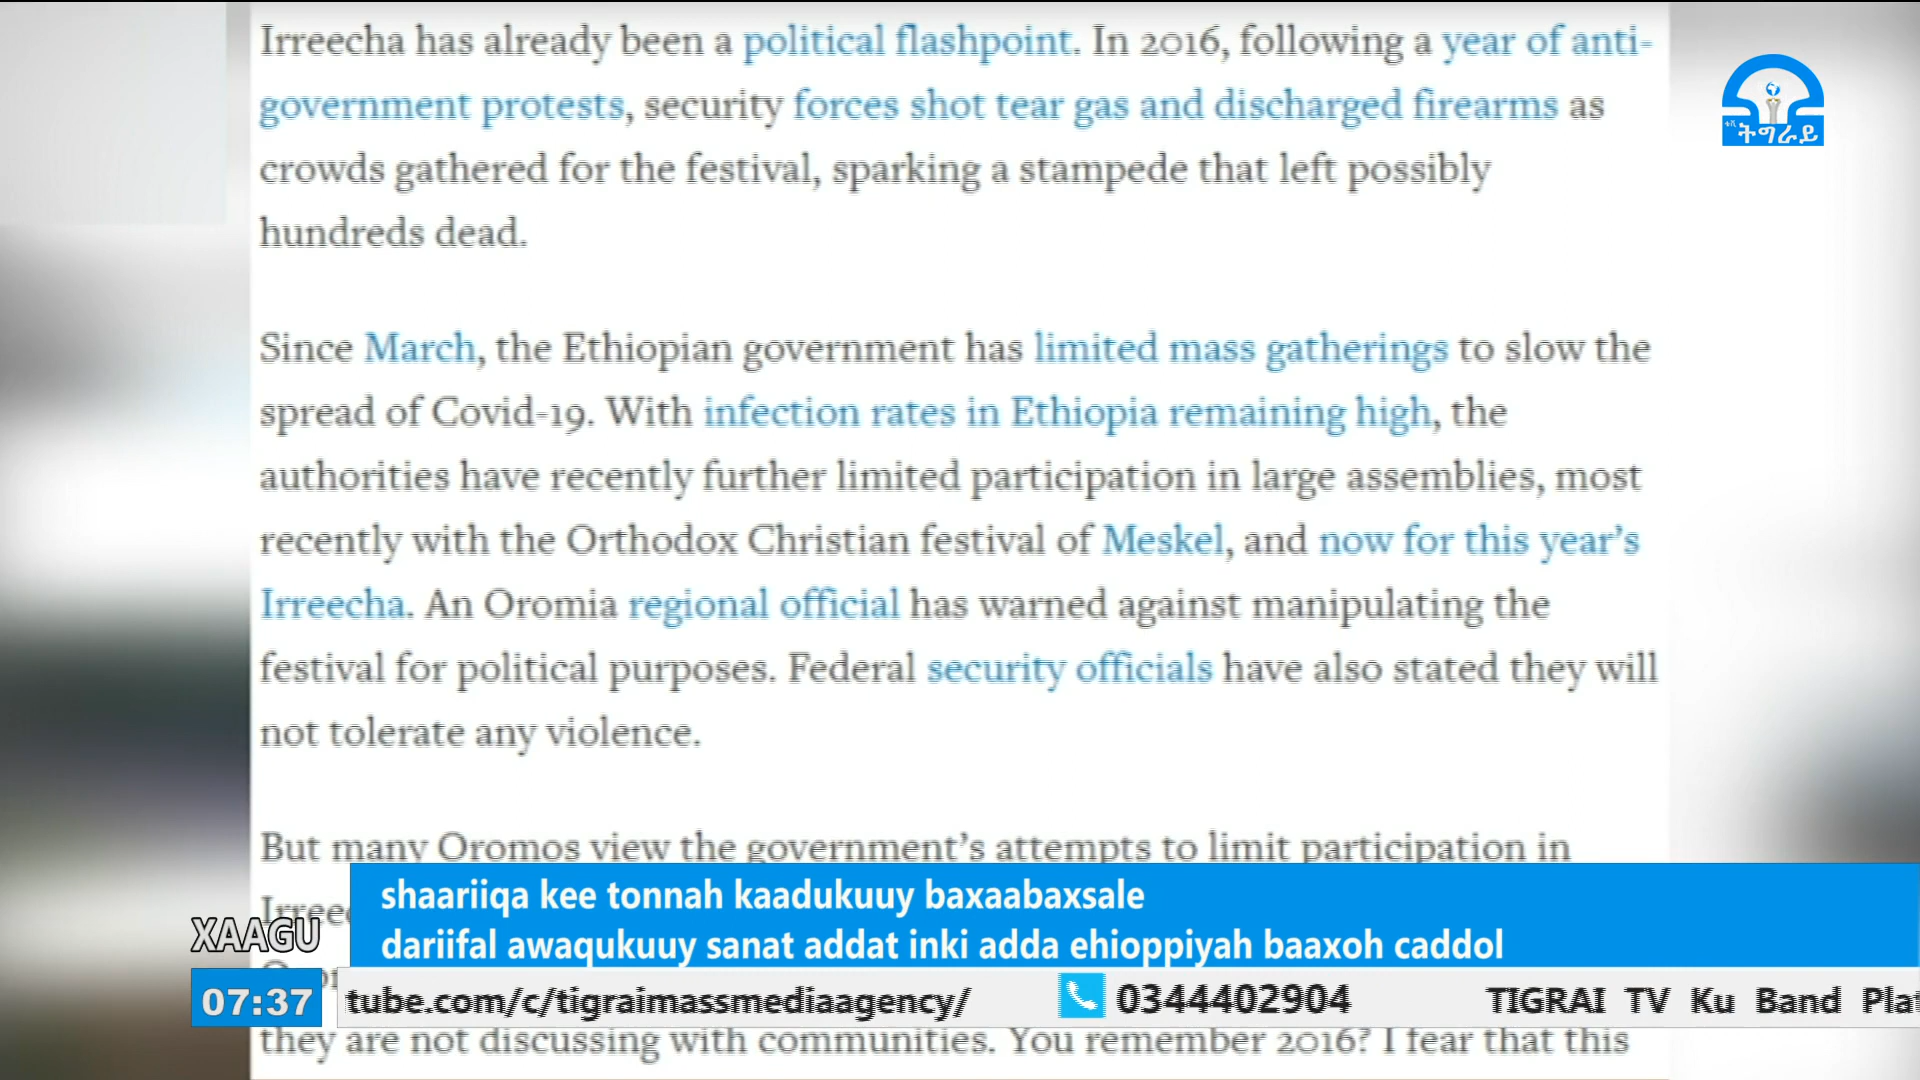 Irreecha has already been a political flashpoint. In 2016, following a year of anti-
government protests, security forces shot tear gas and discharged firearms as
crowds gathered for the festival, sparking a stampede that left possibly
hundreds dead.
Since March, the Ethiopian government has limited mass gatherings to slow the
spread of Covid-19. With infection rates in Ethiopia remaining high, the
authorities have recently further limited participation in large assemblies, most
recently with the Orthodox Christian festival of Meskel, and now for this year’s
Irreecha. An Oromia regional official has warned against manipulating the
festival for political purposes. Federal security officials have also stated they will
not tolerate any violence.
But many Oromos view the government’s attempts to limit participation in
they are not discussing with communities. You remember 2016? I fear that this
ትግራይ
XAAGU
shaariiqa kee tonnah kaadukuuy baxaabaxsale
dariifal awaqukuuy sanat addat inki adda ehioppiyah baaxoh caddol
07:37
tube.com/c/tigraimassmediaagency/ 0344402904 TIGRAI TV Ku Band Plat